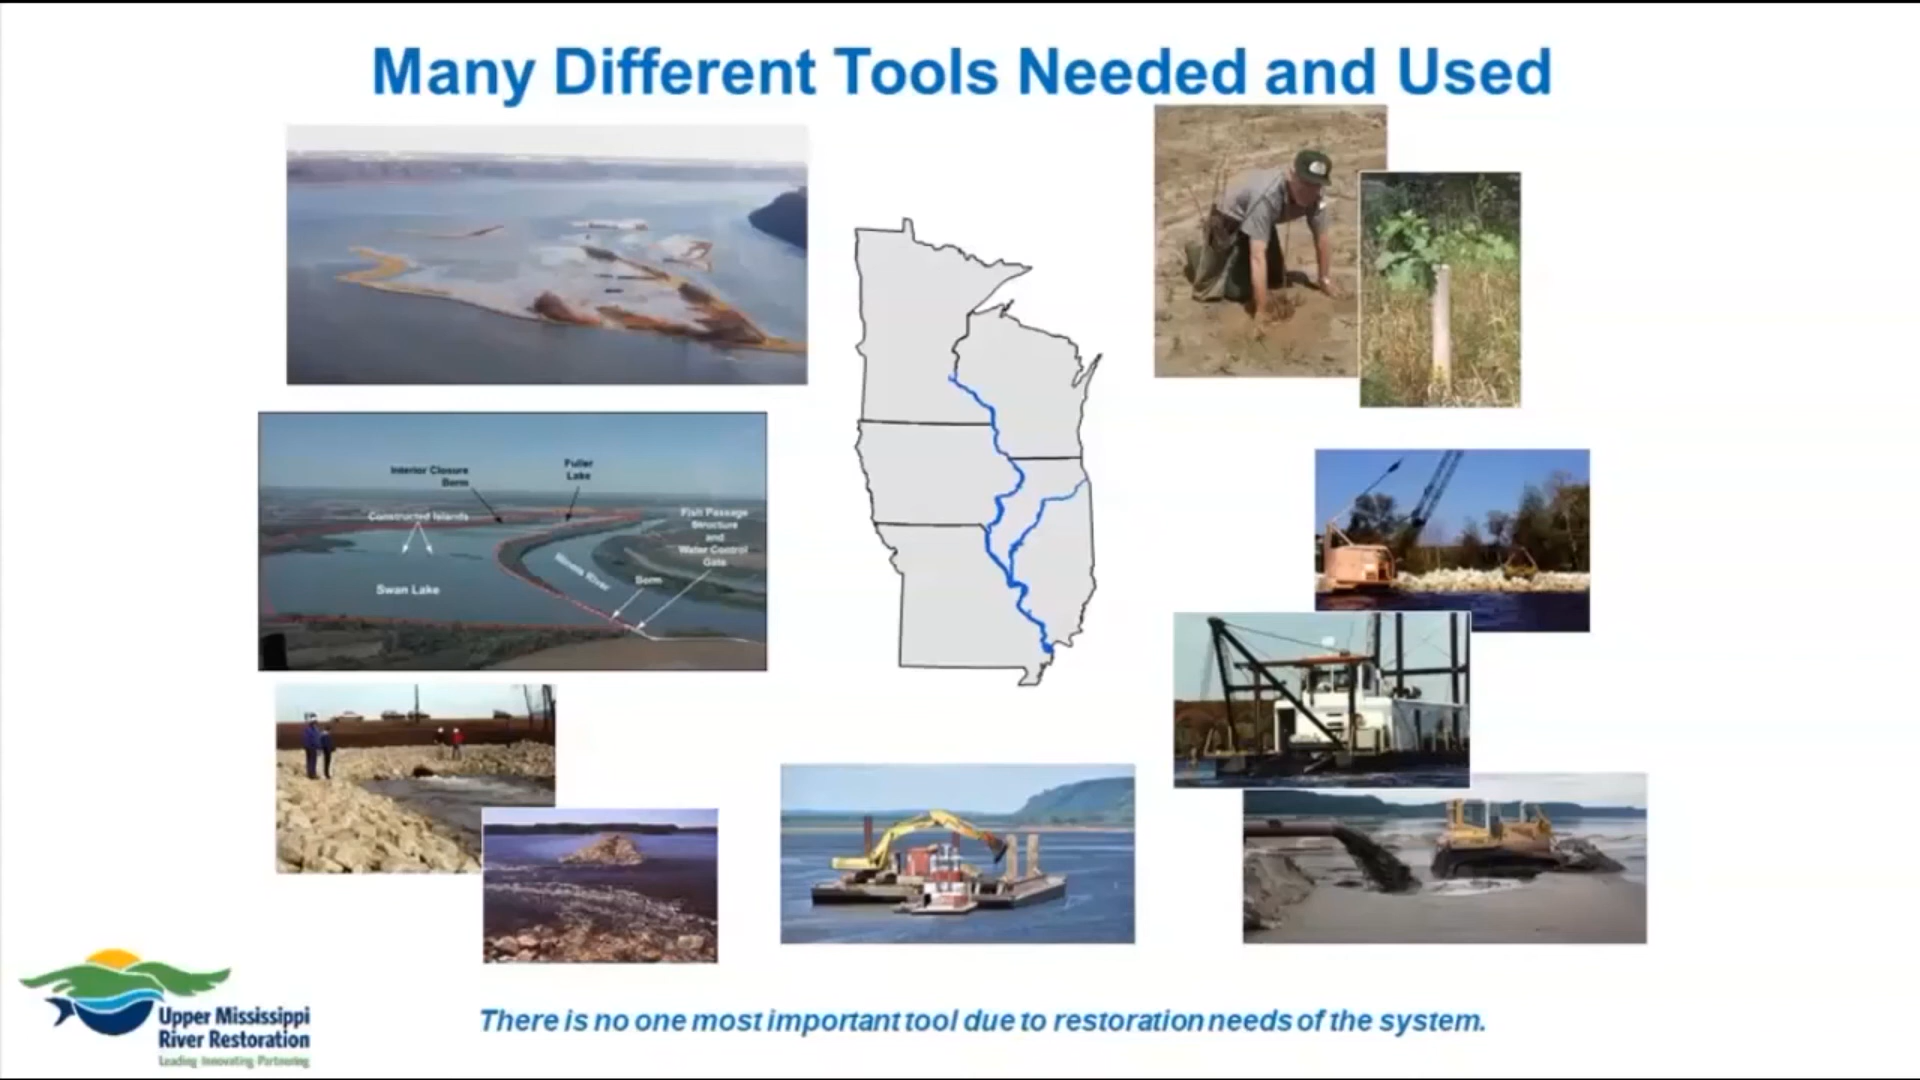 Many Different Tools Needed and Used
Interior Closure
Berm
Fuller
Lake
Constructed Islands
Fish Passage
Structure
and
Water Control
Gate
Illinois River
Berm
Swan Lake
There is no one most important tool due to restoration needs of the system.
Upper Mississippi
River Restoration
Leading Innovating Partnering